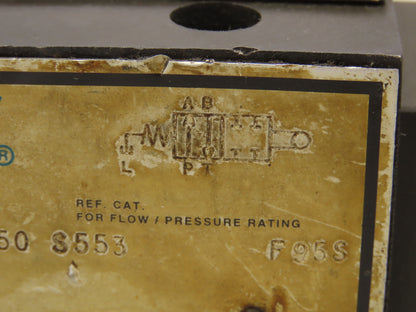 A B
L P T
®
REF. CAT.
FOR FLOW / PRESSURE RATING
50 S553 F95S